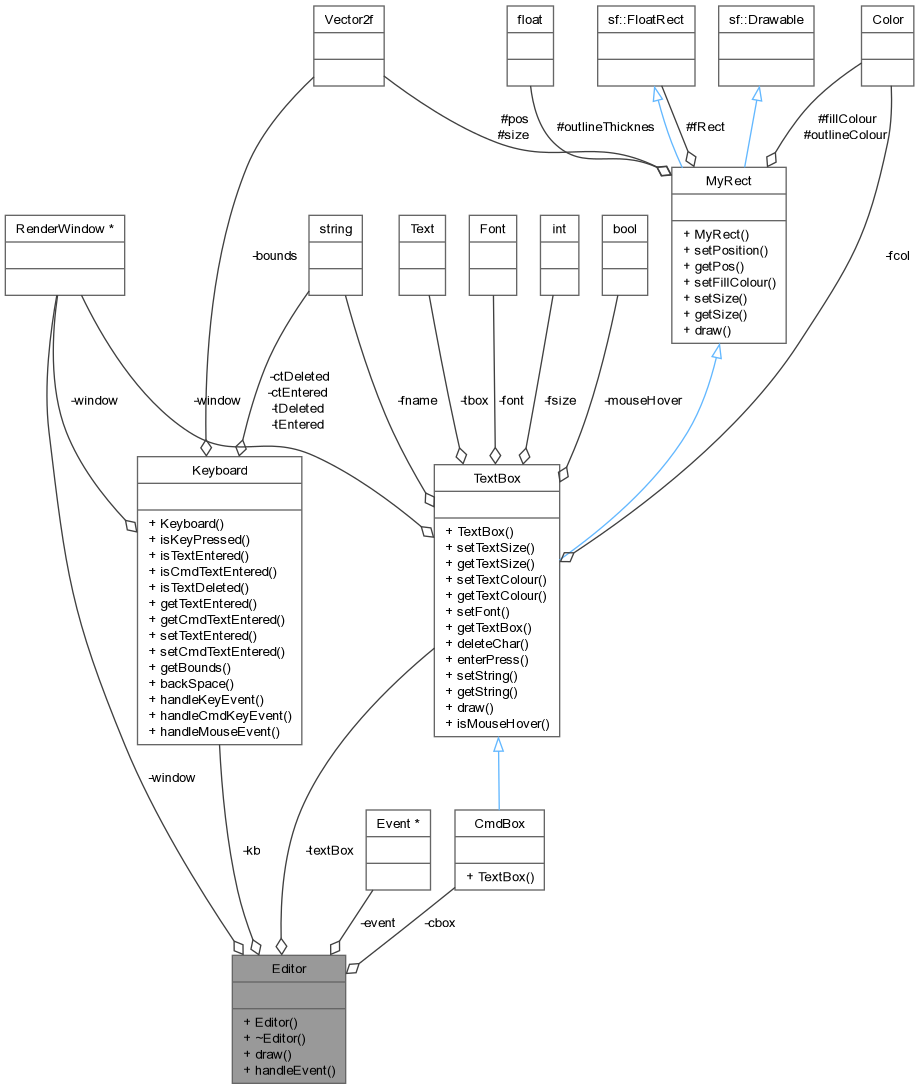 Vector2f
float
sf::FloatRect
sf::Drawable
Color
#pos
#size
#outlineThicknes
#fRect
#fillColour
#outlineColour
MyRect
+ MyRect()
+ setPosition()
+ getPos()
+ setFillColour()
+ setSize()
+ getSize()
+ draw()
RenderWindow *
string
Text
Font
int
bool
-bounds
-fcol
-window
-window
-ctDeleted
-ctEntered
-tDeleted
-tEntered
-fname
-tbox
-font
-fsize
-mouseHover
Keyboard
+ Keyboard()
+ isKeyPressed()
+ isTextEntered()
+ isCmdTextEntered()
+ isTextDeleted()
+ getTextEntered()
+ getCmdTextEntered()
+ setTextEntered()
+ setCmdTextEntered()
+ getBounds()
+ backSpace()
+ handleKeyEvent()
+ handleCmdKeyEvent()
+ handleMouseEvent()
TextBox
+ TextBox()
+ setTextSize()
+ getTextSize()
+ setTextColour()
+ getTextColour()
+ setFont()
+ getTextBox()
+ deleteChar()
+ enterPress()
+ setString()
+ getString()
+ draw()
+ isMouseHover()
-window
-kb
-textBox
Event *
CmdBox
+ TextBox()
-event
-cbox
Editor
+ Editor()
+ ~Editor()
+ draw()
+ handleEvent()